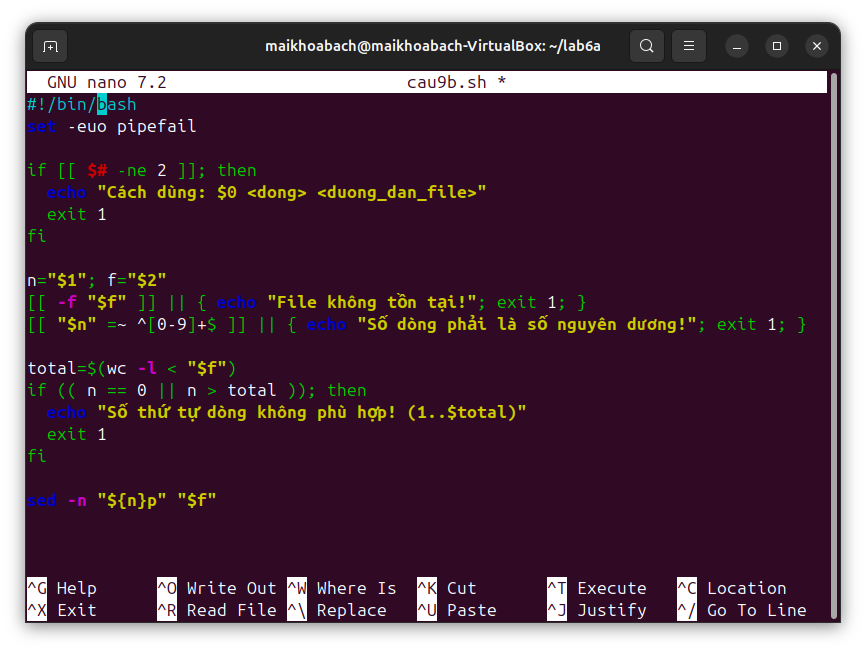 maikhoabach@maikhoabach-VirtualBox: ~/lab6a
GNU nano 7.2 cau9b.sh *
#!/bin/bash
set -euo pipefail
if [[ $# -ne 2 ]]; then
echo "Cách dùng: $0 <dong> <duong_dan_file>"
exit 1
fi
n="$1"; f="$2"
[[ -f "$f" ]] || { echo "File không tồn tại!"; exit 1; }
[[ "$n" =~ ^[0-9]+$ ]] || { echo "Số dòng phải là số nguyên dương!"; exit 1; }
total=$(wc -l < "$f")
if (( n == 0 || n > total )); then
echo "Số thứ tự dòng không phù hợp! (1..$total)"
exit 1
fi
sed -n "${n}p" "$f"
^G Help ^O Write Out ^W Where Is ^K Cut ^T Execute ^C Location
^X Exit ^R Read File ^\ Replace ^U Paste ^J Justify ^/ Go To Line